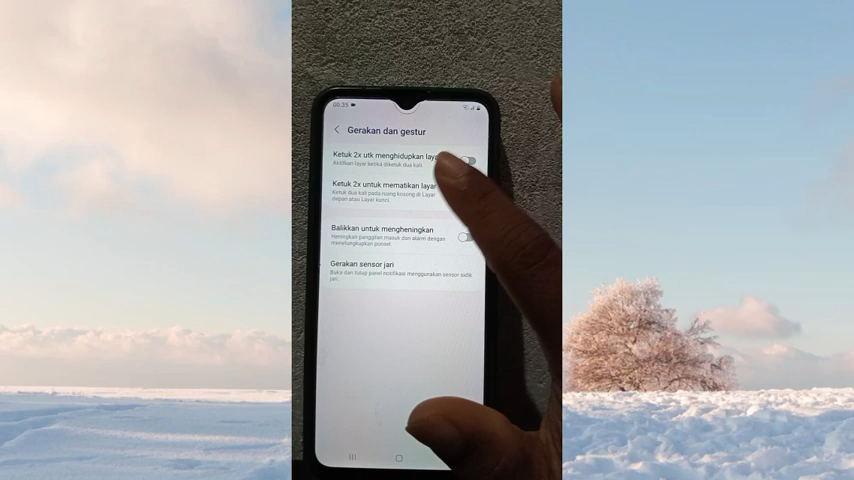 00.35
Gerakan dan gestur
Ketuk 2x utk menghidupkan
Aktifkan layar ketika diketuk dua kali.
Ketuk 2x untuk mematikan layar
Ketuk dua kali pada ruang kosong di Layar
depan atau Layar kunci.
Balikkan untuk mengheningkan
Heningkan panggilan masuk dan alarm dengan
menelungkupkan ponsel.
Gerakan sensor jari
Buka dan tutup panel notifikasi menggunakan sensor sidik
jari.